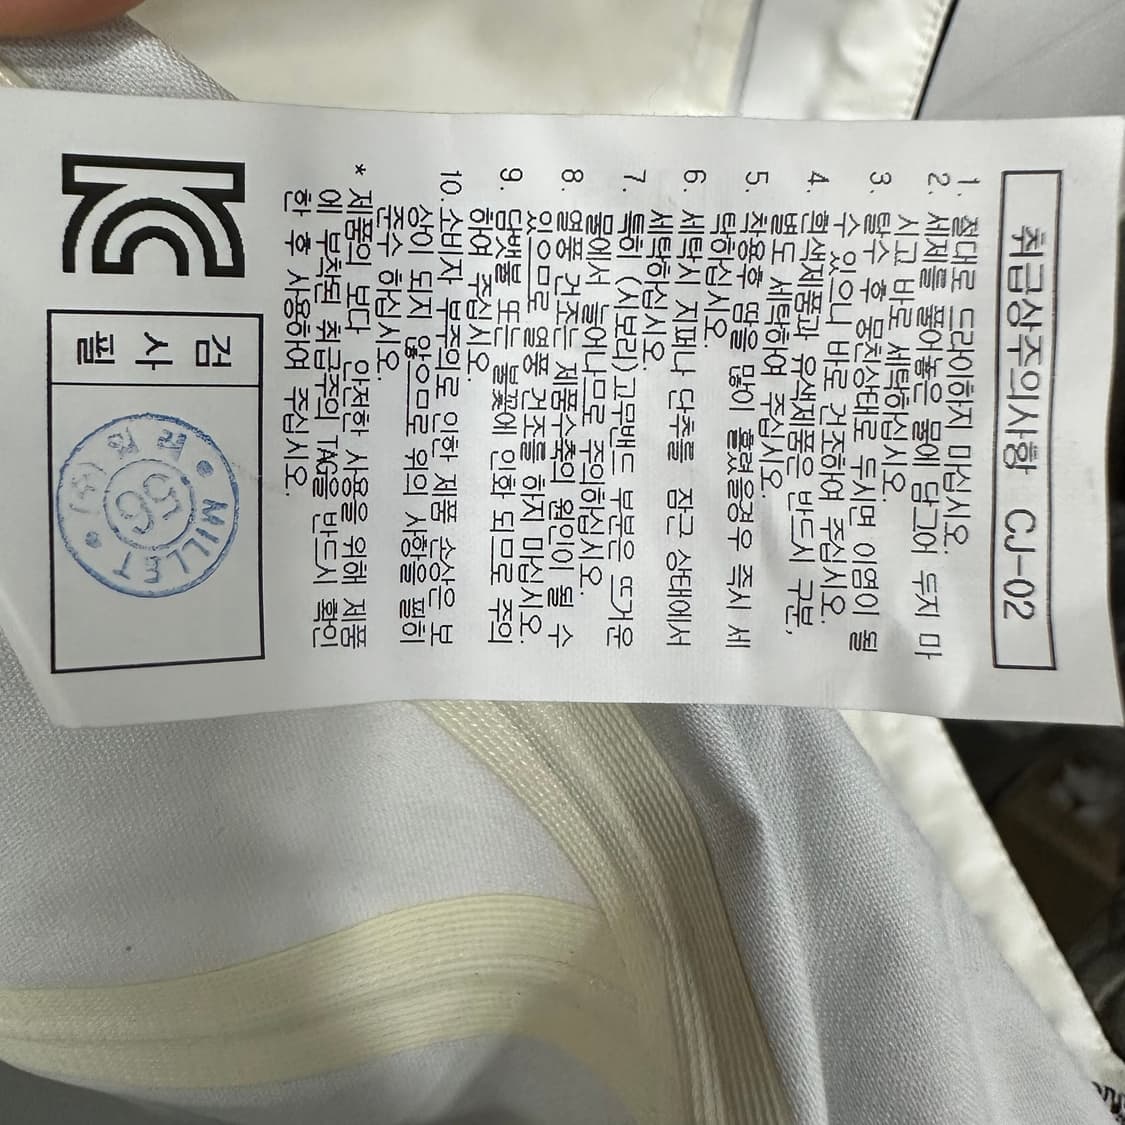 취급상주의사항 CJ-02
1. 절대로 드라이하지 마십시오.
2. 세제를 풀어놓은 물에 담그어 두지 마
시고 바로 세탁하십시오.
3. 탈수 후 뭉친상태로 두시면 이염이 될
수 있으니 바로 건조하여 주십시오.
4. 흰색제품과 유색제품은 반드시 구분,
별도 세탁하여 주십시오.
5. 착용후 땀을 많이 흘렸을경우 즉시 세
탁하십시오.
6. 세탁시 지퍼나 단추를 잠근 상태에서
세탁하십시오.
7. 특히 (시보리)고무밴드 부분은 뜨거운
물에서 늘어나므로 주의하십시오.
8. 열풍 건조는 제품수축의 원인이 될 수
있으므로 열풍 건조를 하지 마십시오.
9. 담뱃불 또는 불꽃에 인화 되므로 주의
하여 주십시오.
10. 소비자 부주의로 인한 제품 손상은 보
상이 되지 않으므로 위의 사항을 필히
준수 하십시오.
* 제품의 보다 안전한 사용을 위해 제품
에 부착된 취급주의 TAG을 반드시 확인
한 후 사용하여 주십시오.
KC
검
사
필
MILLET
95